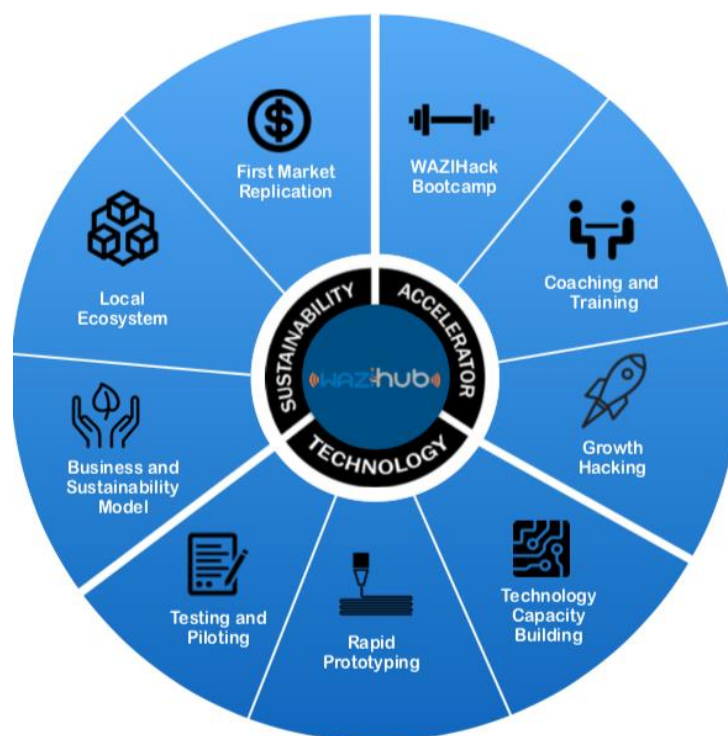 First Market
Replication
WAZIHack
Bootcamp
Local
Ecosystem
Coaching and
Training
SUSTAINABILITY
ACCELERATOR
TECHNOLOGY
WAZIhub
Business and
Sustainability
Model
Growth
Hacking
Testing and
Piloting
Rapid
Prototyping
Technology
Capacity
Building